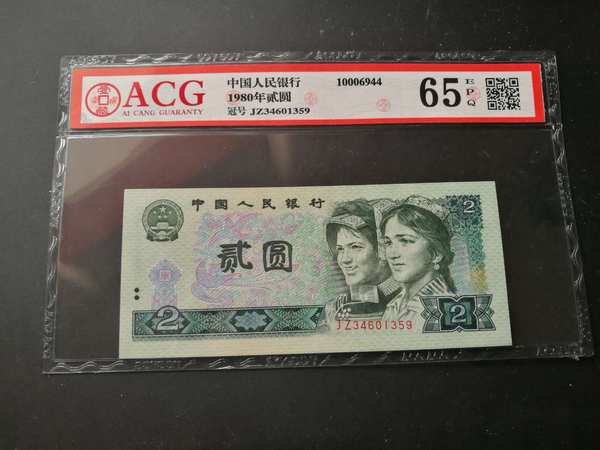 ACG
AI CANG GUARANTY
中国人民银行
1980年贰圆
冠号 JZ34601359
10006944
65
EPQ
中国人民银行
贰圆
2
2
2
JZ34601359